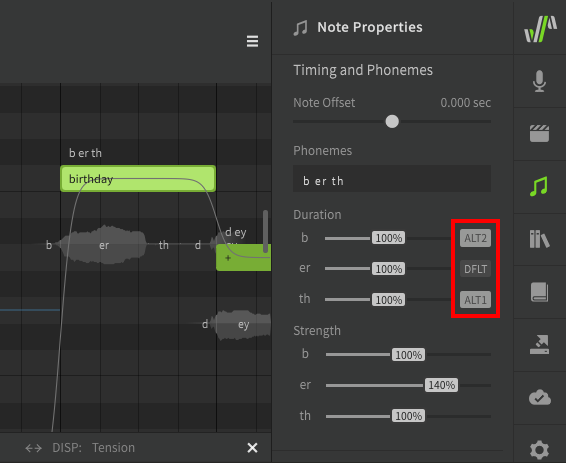 Note Properties
Timing and Phonemes
Note Offset 0.000 sec
Phonemes
b er th
Duration
b 100% ALT2
er 100% DFLT
th 100% ALT1
Strength
b 100%
er 140%
th 100%
b er th
birthday
d ey
+
b er th d
d ey
DISP: Tension